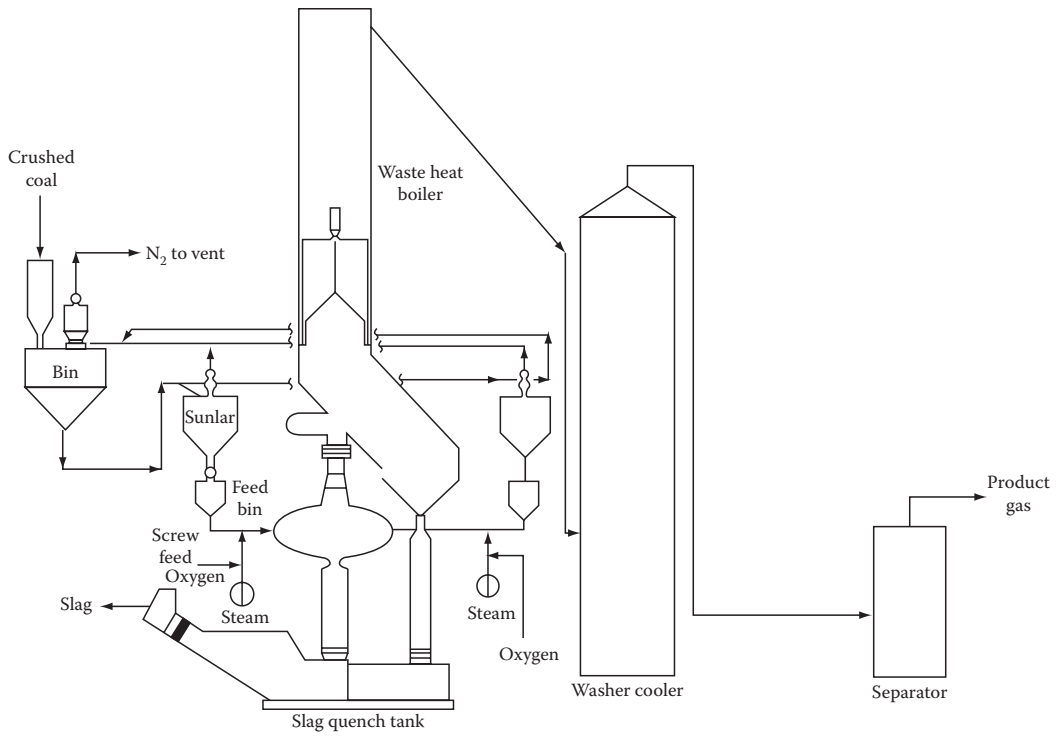 Crushed
coal
N₂ to vent
Waste heat
boiler
Bin
Sunlar
Feed
bin
Screw
feed
Oxygen
Steam
Slag
Slag quench tank
Steam
Oxygen
Washer cooler
Product
gas
Separator